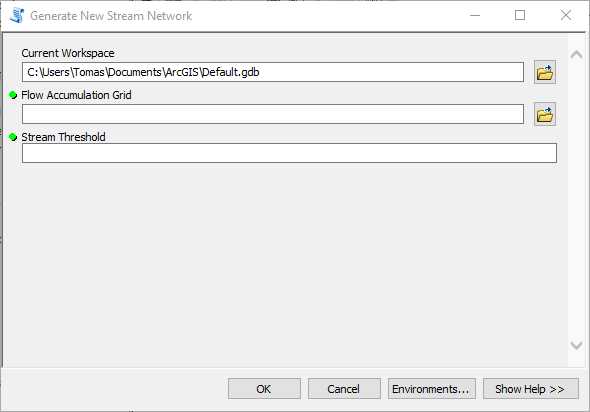 Generate New Stream Network
Current Workspace
C:\Users\Tomas\Documents\ArcGIS\Default.gdb
Flow Accumulation Grid
Stream Threshold
OK
Cancel
Environments...
Show Help >>